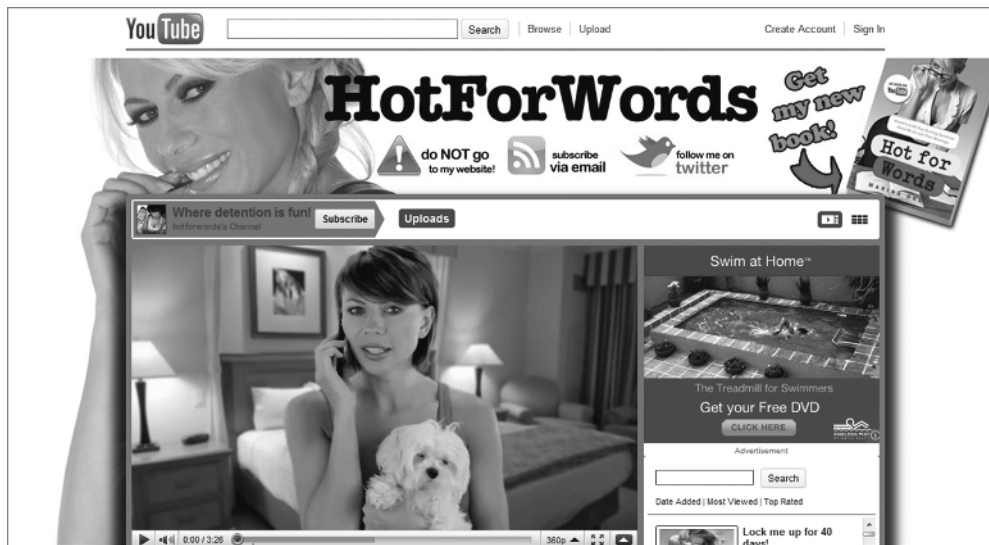 YouTube
Search
Browse
Upload
Create Account
Sign In
HotForWords
Get
my new
book!
do NOT go
to my website!
subscribe
via email
follow me on
twitter
Hot for
Words
Where detention is fun!
hotforwords's Channel
Subscribe
Uploads
Swim at Home™
The Treadmill for Swimmers
Get your Free DVD
CLICK HERE
Advertisement
Search
Date Added | Most Viewed | Top Rated
Lock me up for 40
days!
0:00 / 3:26
360p